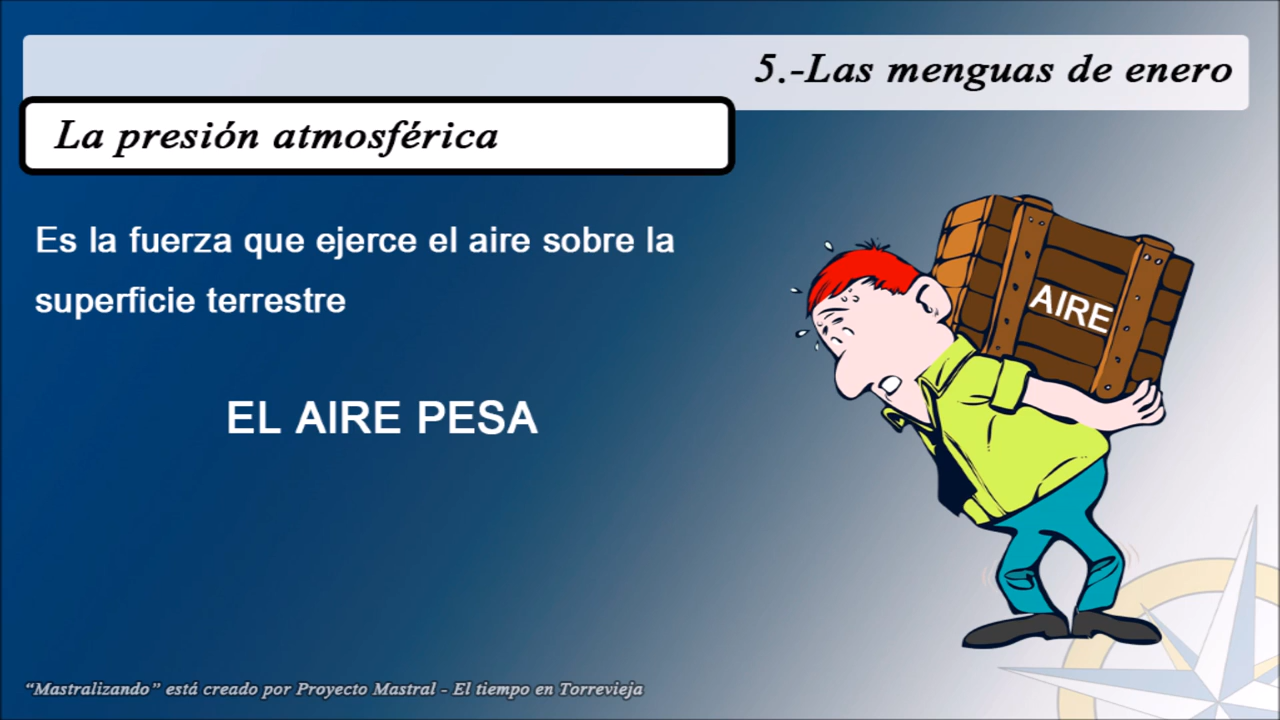 5.-Las menguas de enero
La presión atmosférica
Es la fuerza que ejerce el aire sobre la
superficie terrestre
AIRE
EL AIRE PESA
“Mastralizando” está creado por Proyecto Mastral - El tiempo en Torrevieja